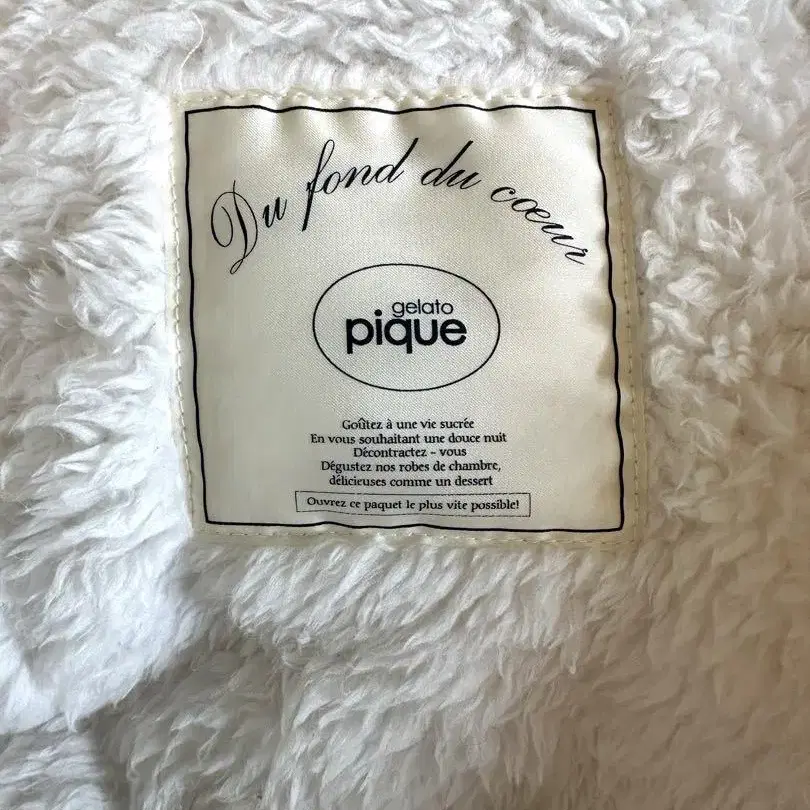 Du fond du cœur
gelato
pique
Goûtez à une vie sucrée
En vous souhaitant une douce nuit
Décontractez - vous
Dégustez nos robes de chambre,
délicieuses comme un dessert
Ouvrez ce paquet le plus vite possible!